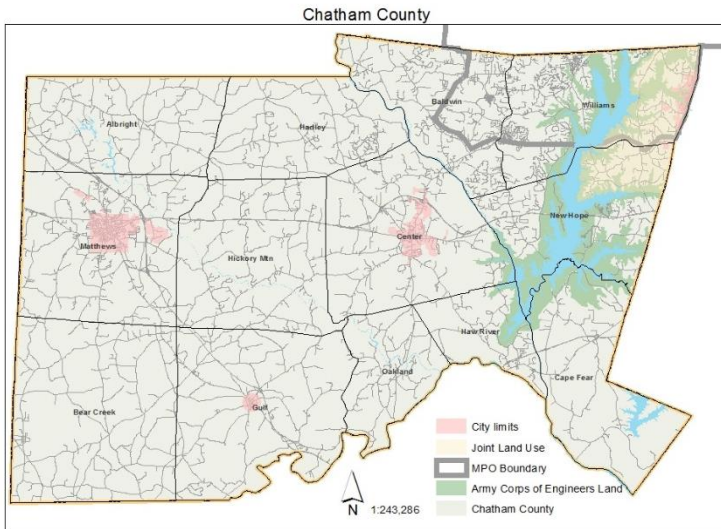 Chatham County
Albright
Hadley
Baldwin
Williams
Matthews
Hickory Mtn
Center
New Hope
Haw River
Oakland
Cape Fear
Bear Creek
Gulf
City limits
Joint Land Use
MPO Boundary
Army Corps of Engineers Land
Chatham County
N 1:243,286